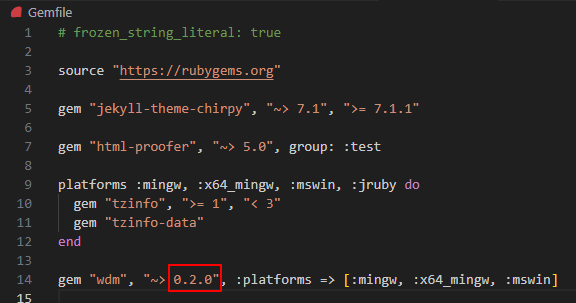 Gemfile
1 # frozen_string_literal: true
2
3 source "https://rubygems.org"
4
5 gem "jekyll-theme-chirpy", "~> 7.1", ">= 7.1.1"
6
7 gem "html-proofer", "~> 5.0", group: :test
8
9 platforms :mingw, :x64_mingw, :mswin, :jruby do
10   gem "tzinfo", ">= 1", "< 3"
11   gem "tzinfo-data"
12 end
13
14 gem "wdm", "~> 0.2.0", :platforms => [:mingw, :x64_mingw, :mswin]
15